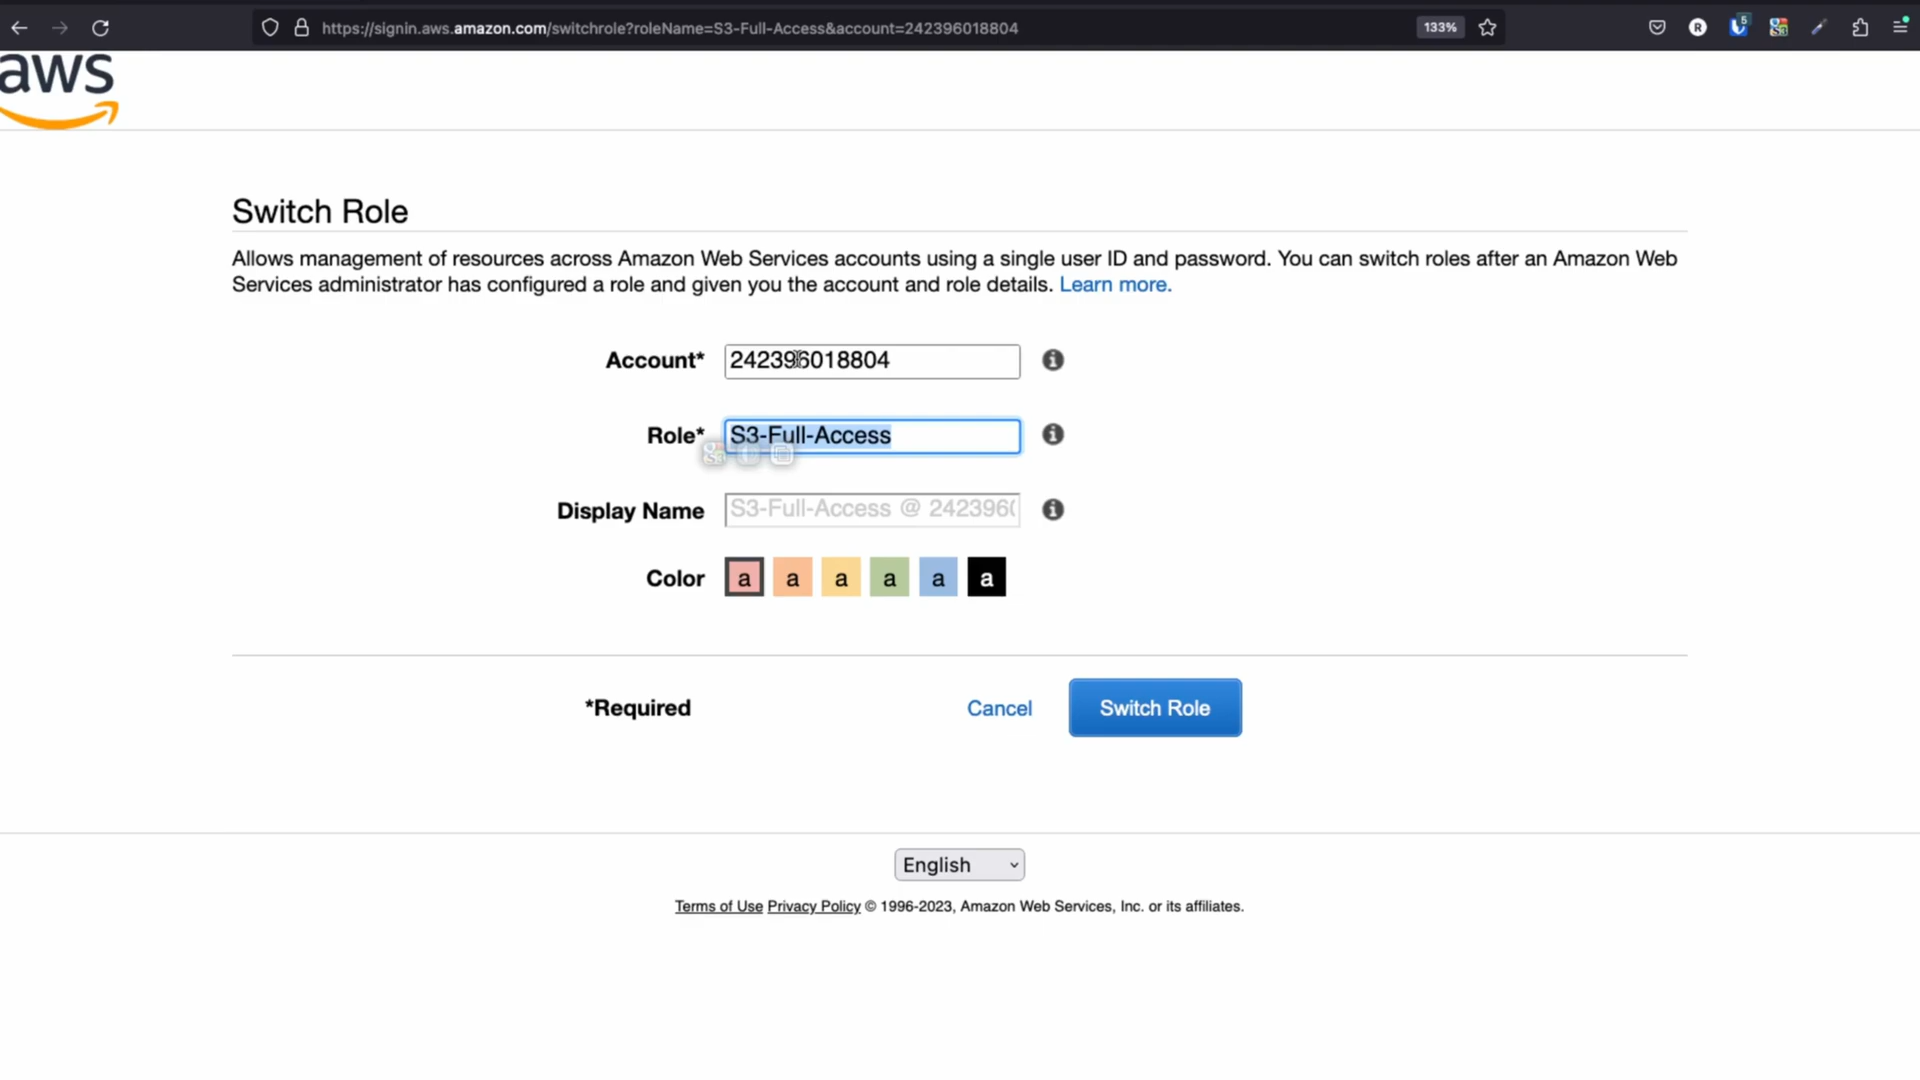 https://signin.aws.amazon.com/switchrole?roleName=S3-Full-Access&account=242396018804
133%
R
5
aws
Switch Role
Allows management of resources across Amazon Web Services accounts using a single user ID and password. You can switch roles after an Amazon Web
Services administrator has configured a role and given you the account and role details. Learn more.
Account* 242396018804
Role* S3-Full-Access
Display Name S3-Full-Access @ 2423960
Color a a a a a a
*Required Cancel Switch Role
English
Terms of Use Privacy Policy © 1996-2023, Amazon Web Services, Inc. or its affiliates.